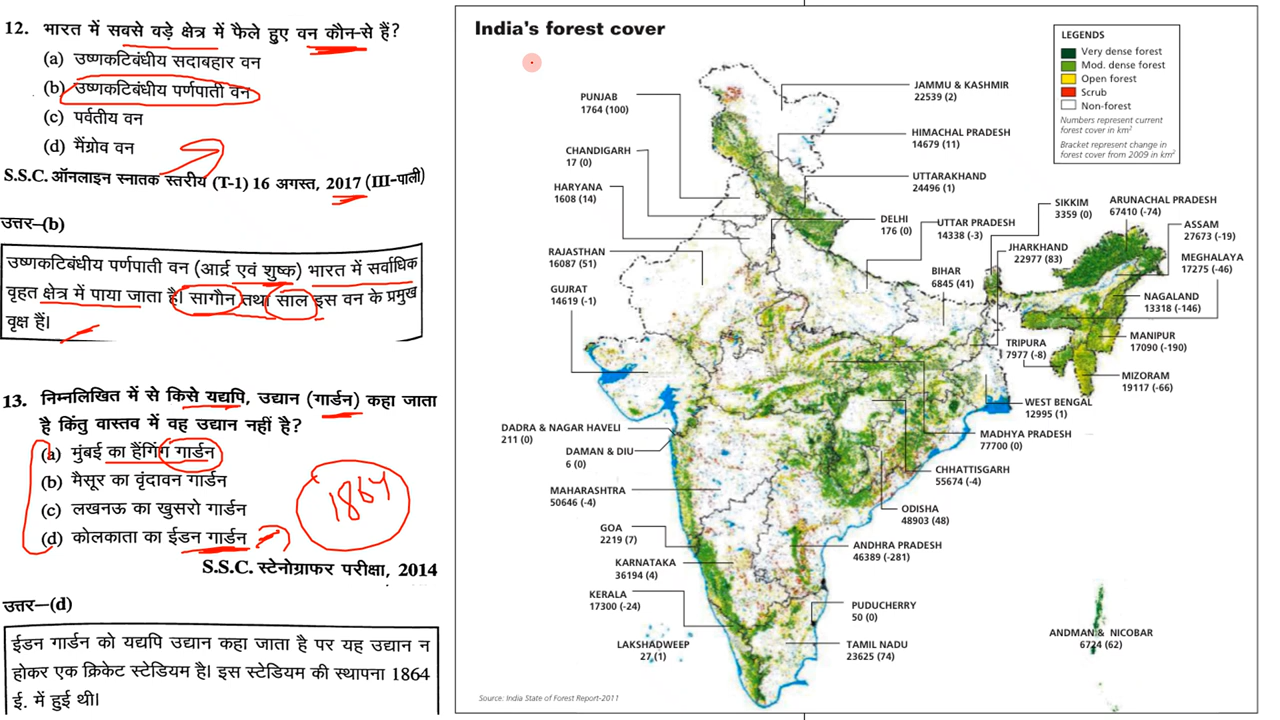 12. भारत में सबसे बड़े क्षेत्र में फैले हुए वन कौन-से हैं?
(a) उष्णकटिबंधीय सदाबहार वन
(b) उष्णकटिबंधीय पर्णपाती वन
(c) पर्वतीय वन
(d) मैंग्रोव वन
S.S.C. ऑनलाइन स्नातक स्तरीय (T-1) 16 अगस्त, 2017 (III-पाली)
उत्तर–(b)
उष्णकटिबंधीय पर्णपाती वन (आर्द्र एवं शुष्क) भारत में सर्वाधिक
वृहत क्षेत्र में पाया जाता है। सागौन तथा साल इस वन के प्रमुख
वृक्ष हैं।
13. निम्नलिखित में से किसे यद्यपि, उद्यान (गार्डन) कहा जाता
है किंतु वास्तव में वह उद्यान नहीं है?
(a) मुंबई का हैंगिंग गार्डन
(b) मैसूर का वृंदावन गार्डन
(c) लखनऊ का खुसरो गार्डन
(d) कोलकाता का ईडन गार्डन
1864
S.S.C. स्टेनोग्राफर परीक्षा, 2014
उत्तर–(d)
ईडन गार्डन को यद्यपि उद्यान कहा जाता है पर यह उद्यान न
होकर एक क्रिकेट स्टेडियम है। इस स्टेडियम की स्थापना 1864
ई. में हुई थी।
India's forest cover
LEGENDS
Very dense forest
Mod. dense forest
Open forest
Scrub
Non-forest
Numbers represent current
forest cover in km²
Bracket represent change in
forest cover from 2009 in km²
JAMMU & KASHMIR
22539 (2)
PUNJAB
1764 (100)
HIMACHAL PRADESH
14679 (11)
CHANDIGARH
17 (0)
UTTARAKHAND
24496 (1)
HARYANA
1608 (14)
SIKKIM
3359 (0)
ARUNACHAL PRADESH
67410 (-74)
DELHI
176 (0)
UTTAR PRADESH
14338 (-3)
ASSAM
27673 (-19)
RAJASTHAN
16087 (51)
JHARKHAND
22977 (83)
MEGHALAYA
17275 (-46)
BIHAR
6845 (41)
GUJRAT
14619 (-1)
NAGALAND
13318 (-146)
MANIPUR
17090 (-190)
TRIPURA
7977 (-8)
MIZORAM
19117 (-66)
WEST BENGAL
12995 (1)
DADRA & NAGAR HAVELI
211 (0)
MADHYA PRADESH
77700 (0)
DAMAN & DIU
6 (0)
CHHATTISGARH
55674 (-4)
MAHARASHTRA
50646 (-4)
ODISHA
48903 (48)
GOA
2219 (7)
ANDHRA PRADESH
46389 (-281)
KARNATAKA
36194 (4)
KERALA
17300 (-24)
PUDUCHERRY
50 (0)
LAKSHADWEEP
27 (1)
TAMIL NADU
23625 (74)
ANDMAN & NICOBAR
6724 (62)
Source: India State of Forest Report-2011